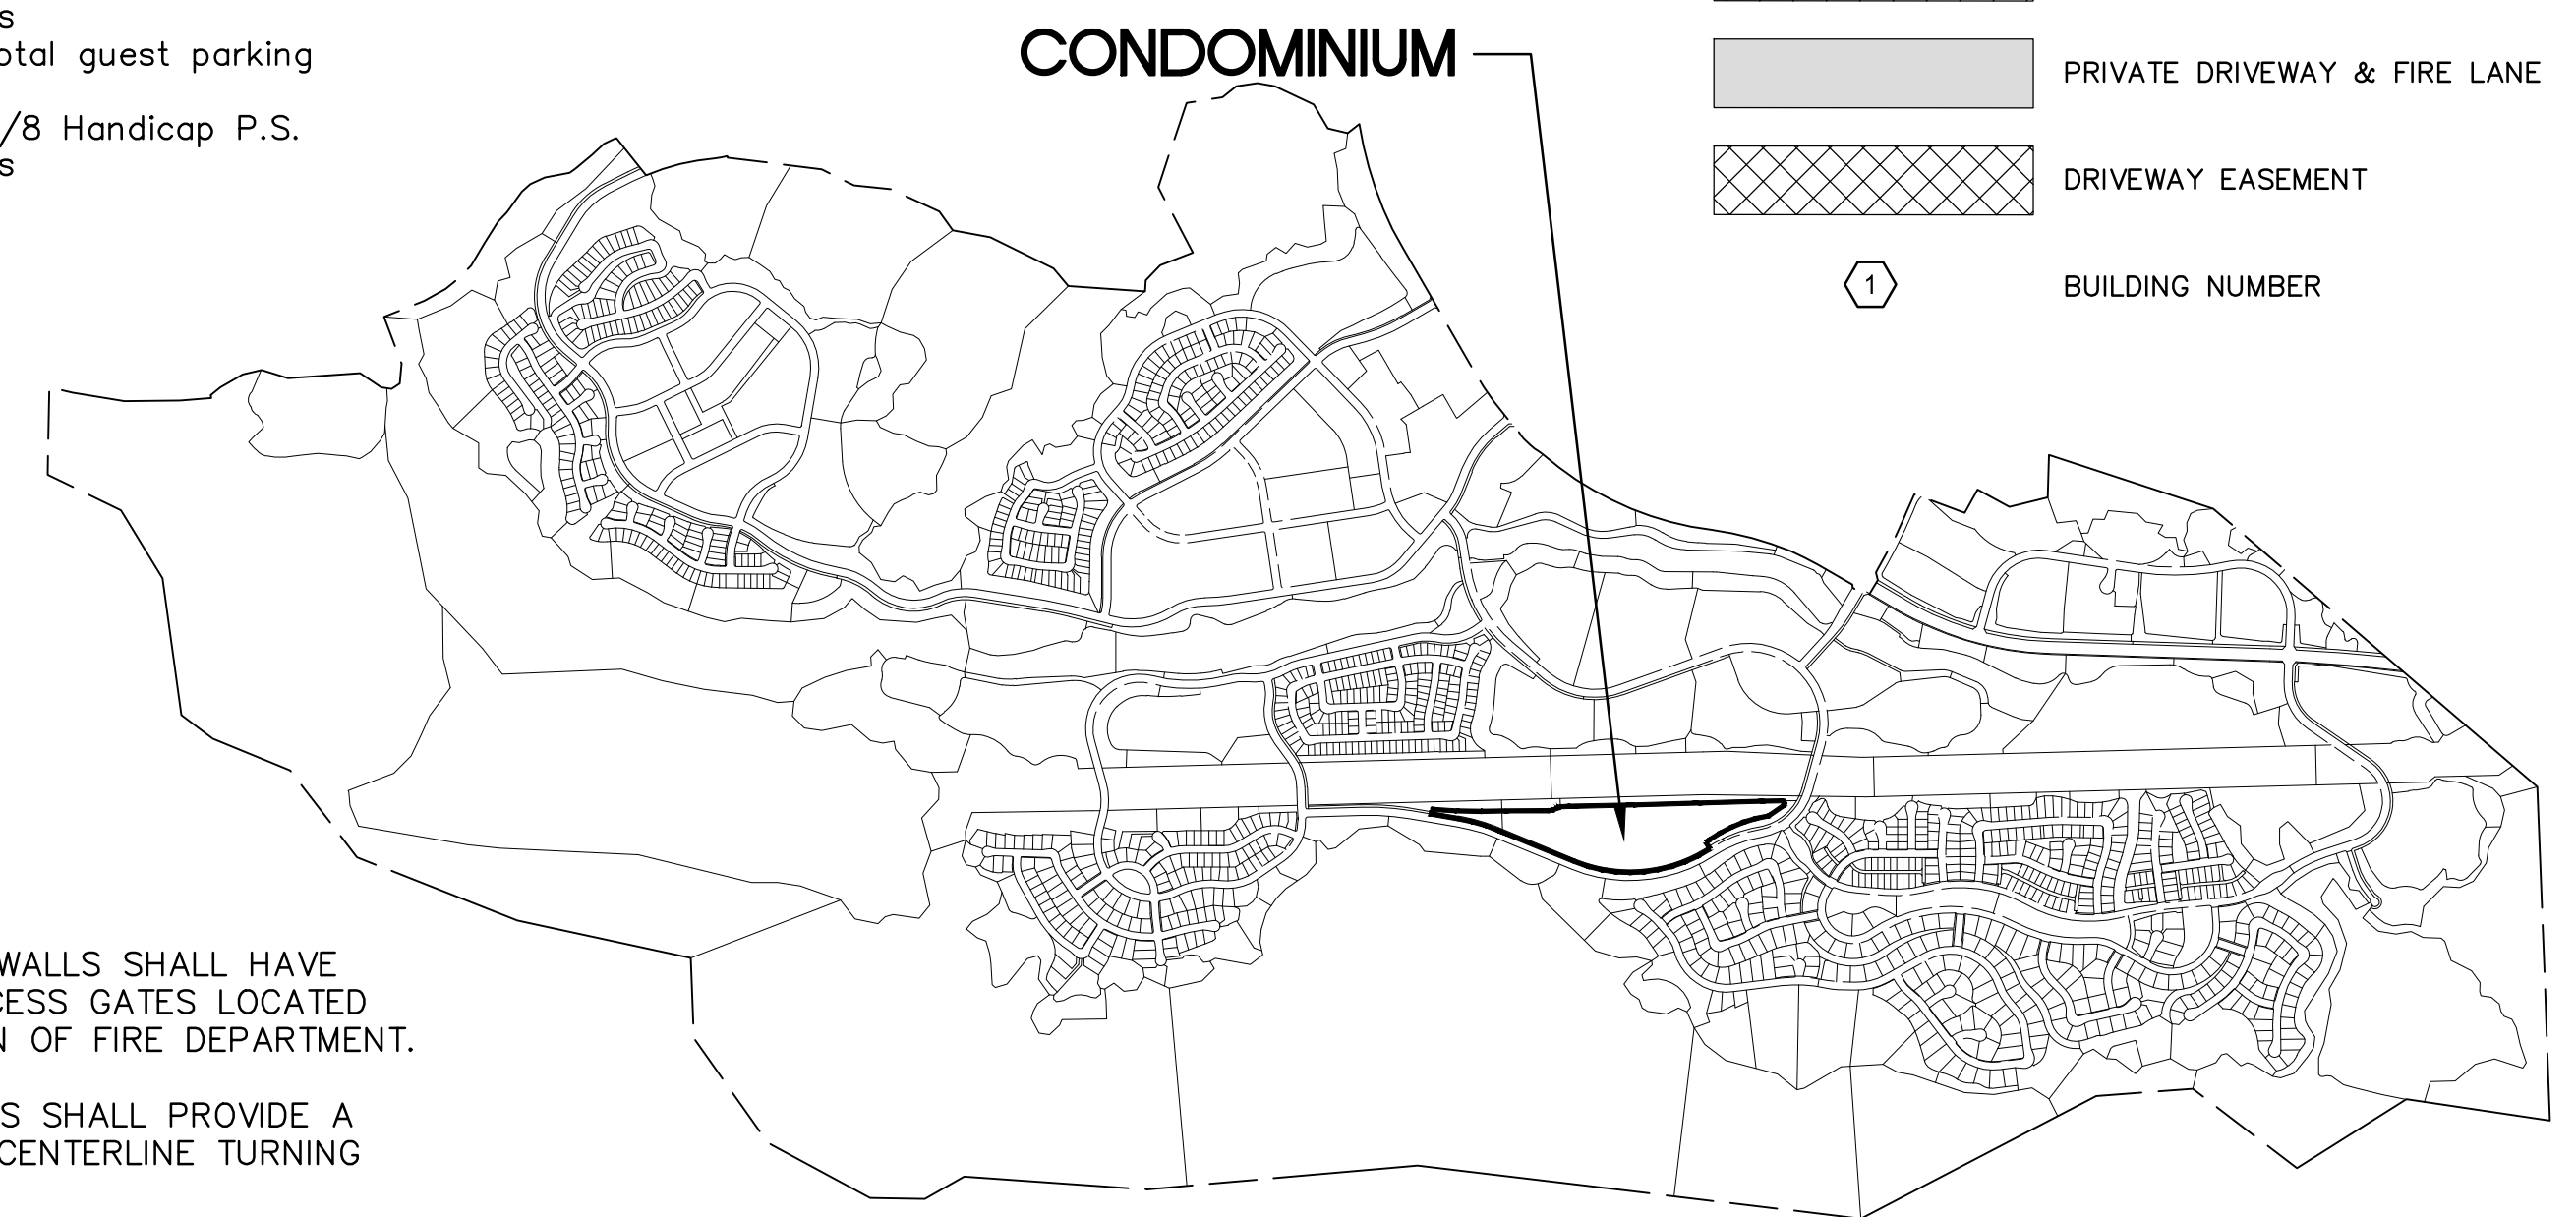 s
otal guest parking
/8 Handicap P.S.
s
CONDOMINIUM
PRIVATE DRIVEWAY & FIRE LANE
DRIVEWAY EASEMENT
1 BUILDING NUMBER
WALLS SHALL HAVE
CESS GATES LOCATED
N OF FIRE DEPARTMENT.
S SHALL PROVIDE A
CENTERLINE TURNING